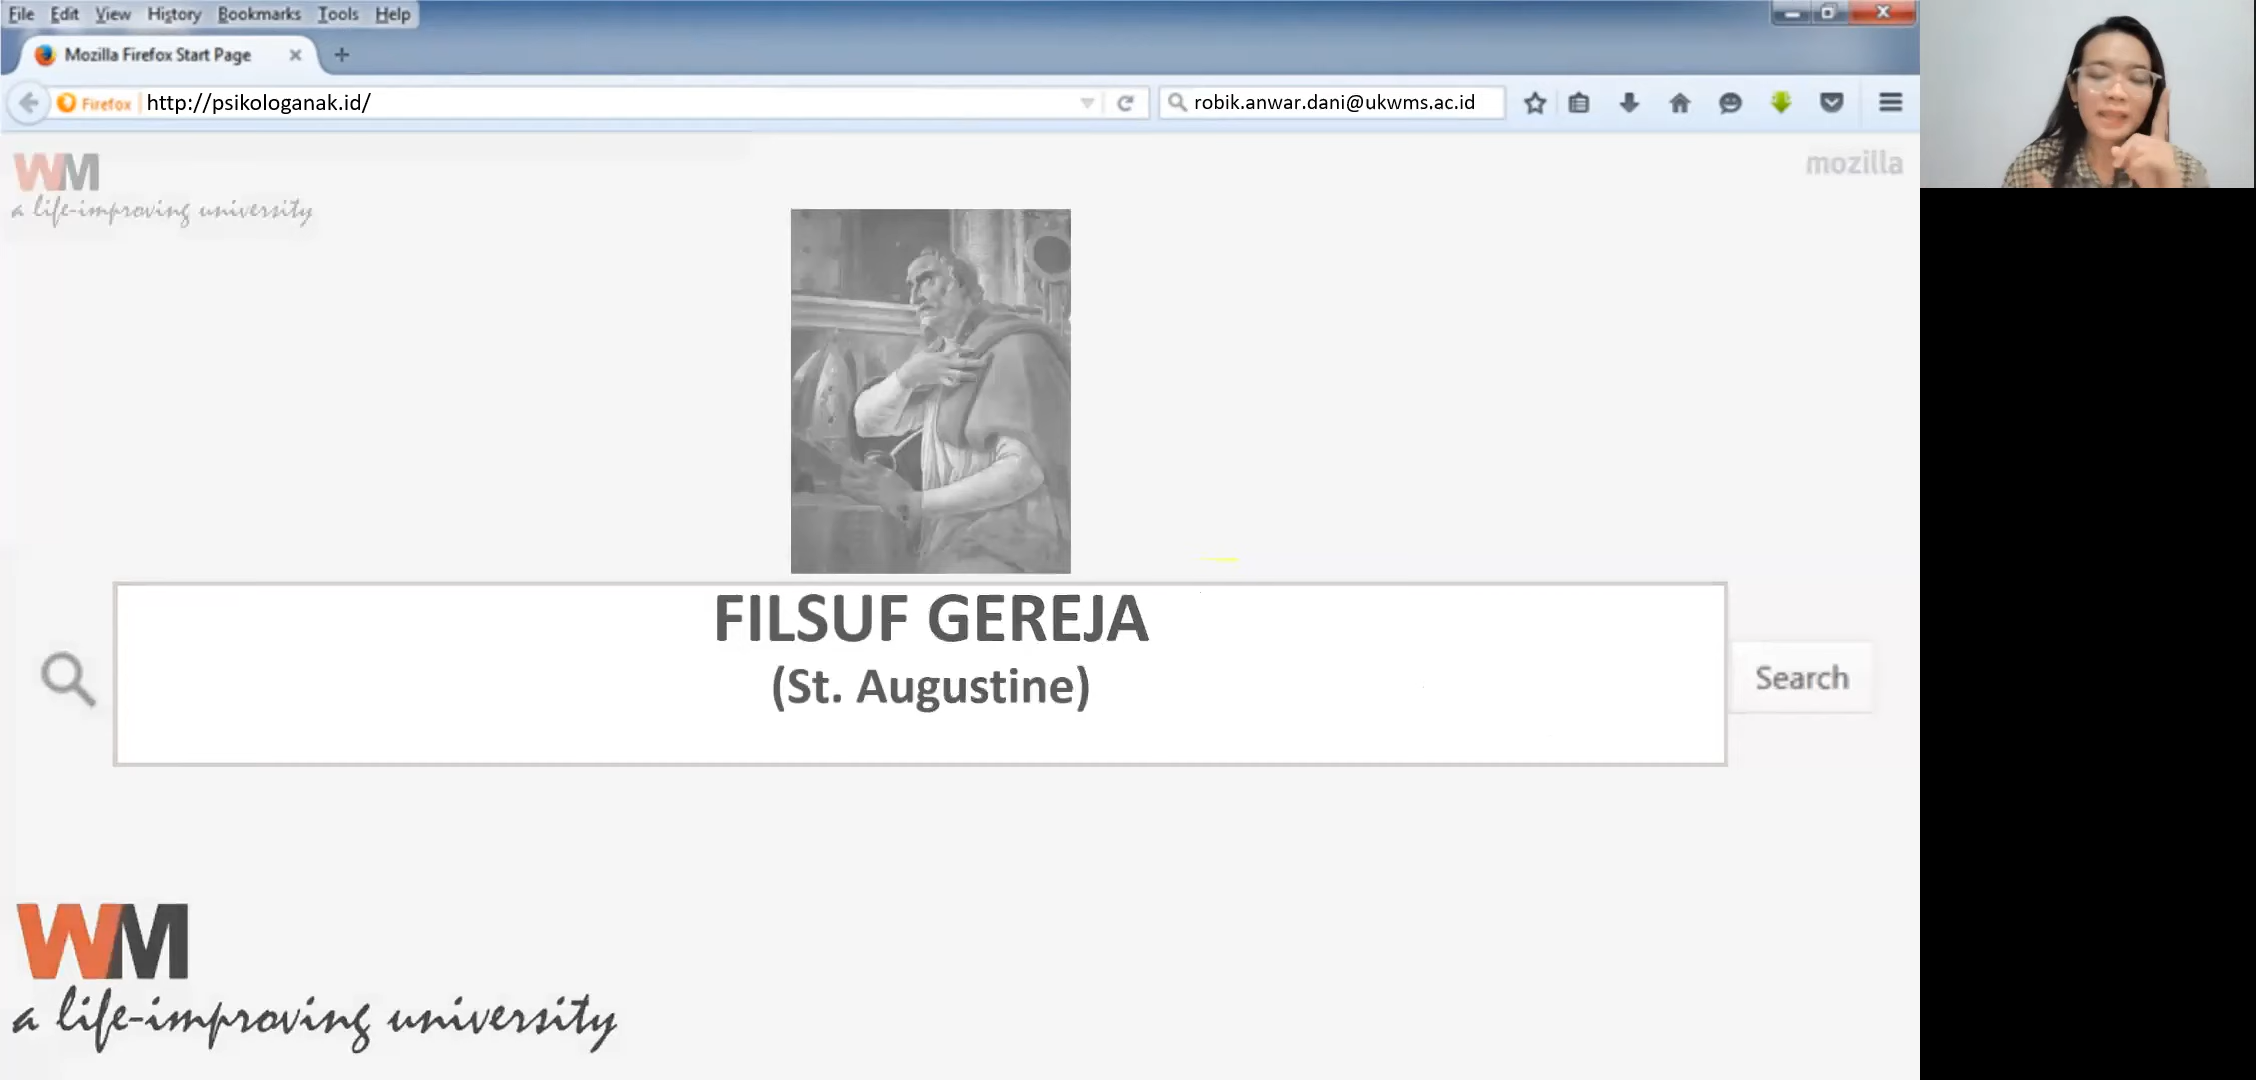 File Edit View History Bookmarks Tools Help
Mozilla Firefox Start Page
Firefox http://psikologanak.id/ robik.anwar.dani@ukwms.ac.id
WM
a life-improving university
mozilla
FILSUF GEREJA
(St. Augustine)
Search
WM
a life-improving university